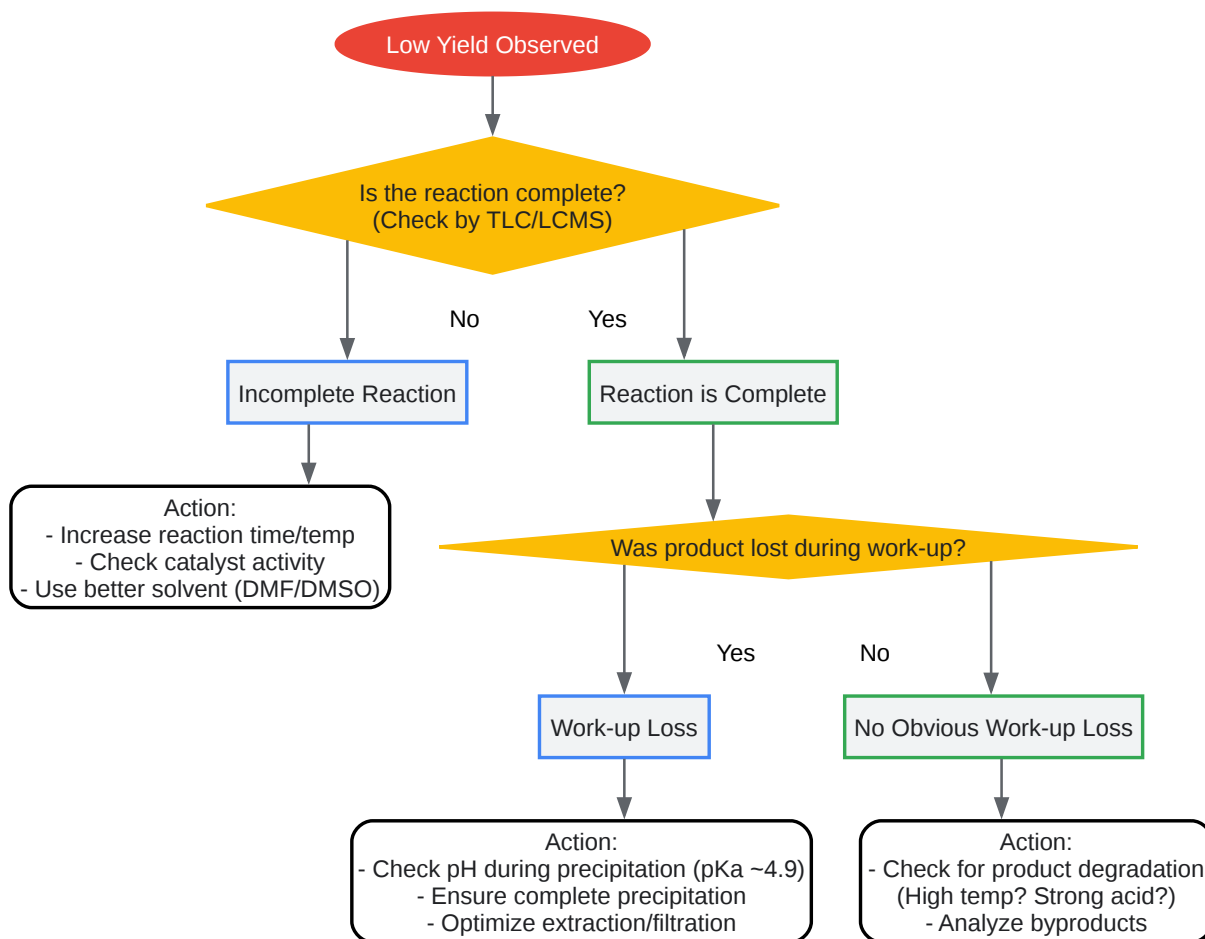 Low Yield Observed
Is the reaction complete?
(Check by TLC/LCMS)
No
Yes
Incomplete Reaction
Reaction is Complete
Action:
- Increase reaction time/temp
- Check catalyst activity
- Use better solvent (DMF/DMSO)
Was product lost during work-up?
Yes
No
Work-up Loss
No Obvious Work-up Loss
Action:
- Check pH during precipitation (pKa ~4.9)
- Ensure complete precipitation
- Optimize extraction/filtration
Action:
- Check for product degradation
(High temp? Strong acid?)
- Analyze byproducts